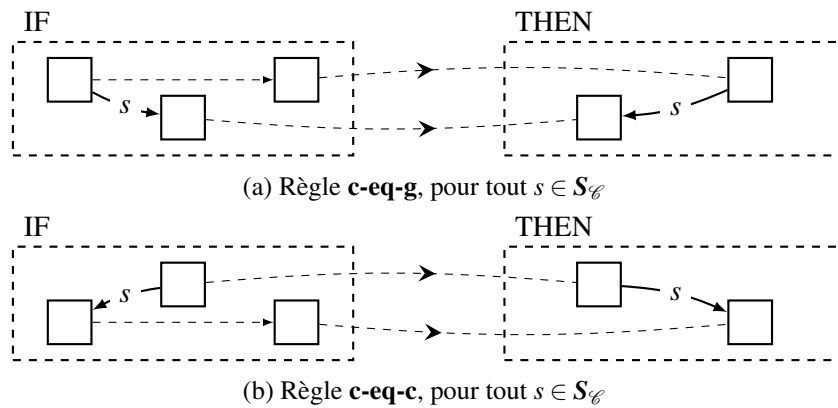 IF THEN
s s
(a) Règle c-eq-g, pour tout s ∈ S𝒞
IF THEN
s s
(b) Règle c-eq-c, pour tout s ∈ S𝒞